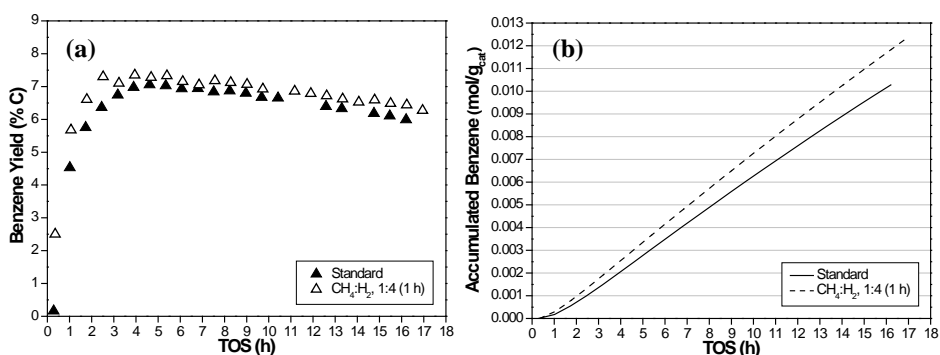 (a)
Benzene Yield (% C)
9
8
7
6
5
4
3
2
1
0
0 1 2 3 4 5 6 7 8 9 10 11 12 13 14 15 16 17 18
TOS (h)
Standard
CH₄:H₂, 1:4 (1 h)
(b)
Accumulated Benzene (mol/g_cat)
0.013
0.012
0.011
0.010
0.009
0.008
0.007
0.006
0.005
0.004
0.003
0.002
0.001
0.000
0 1 2 3 4 5 6 7 8 9 10 11 12 13 14 15 16 17 18
TOS (h)
Standard
CH₄:H₂, 1:4 (1 h)